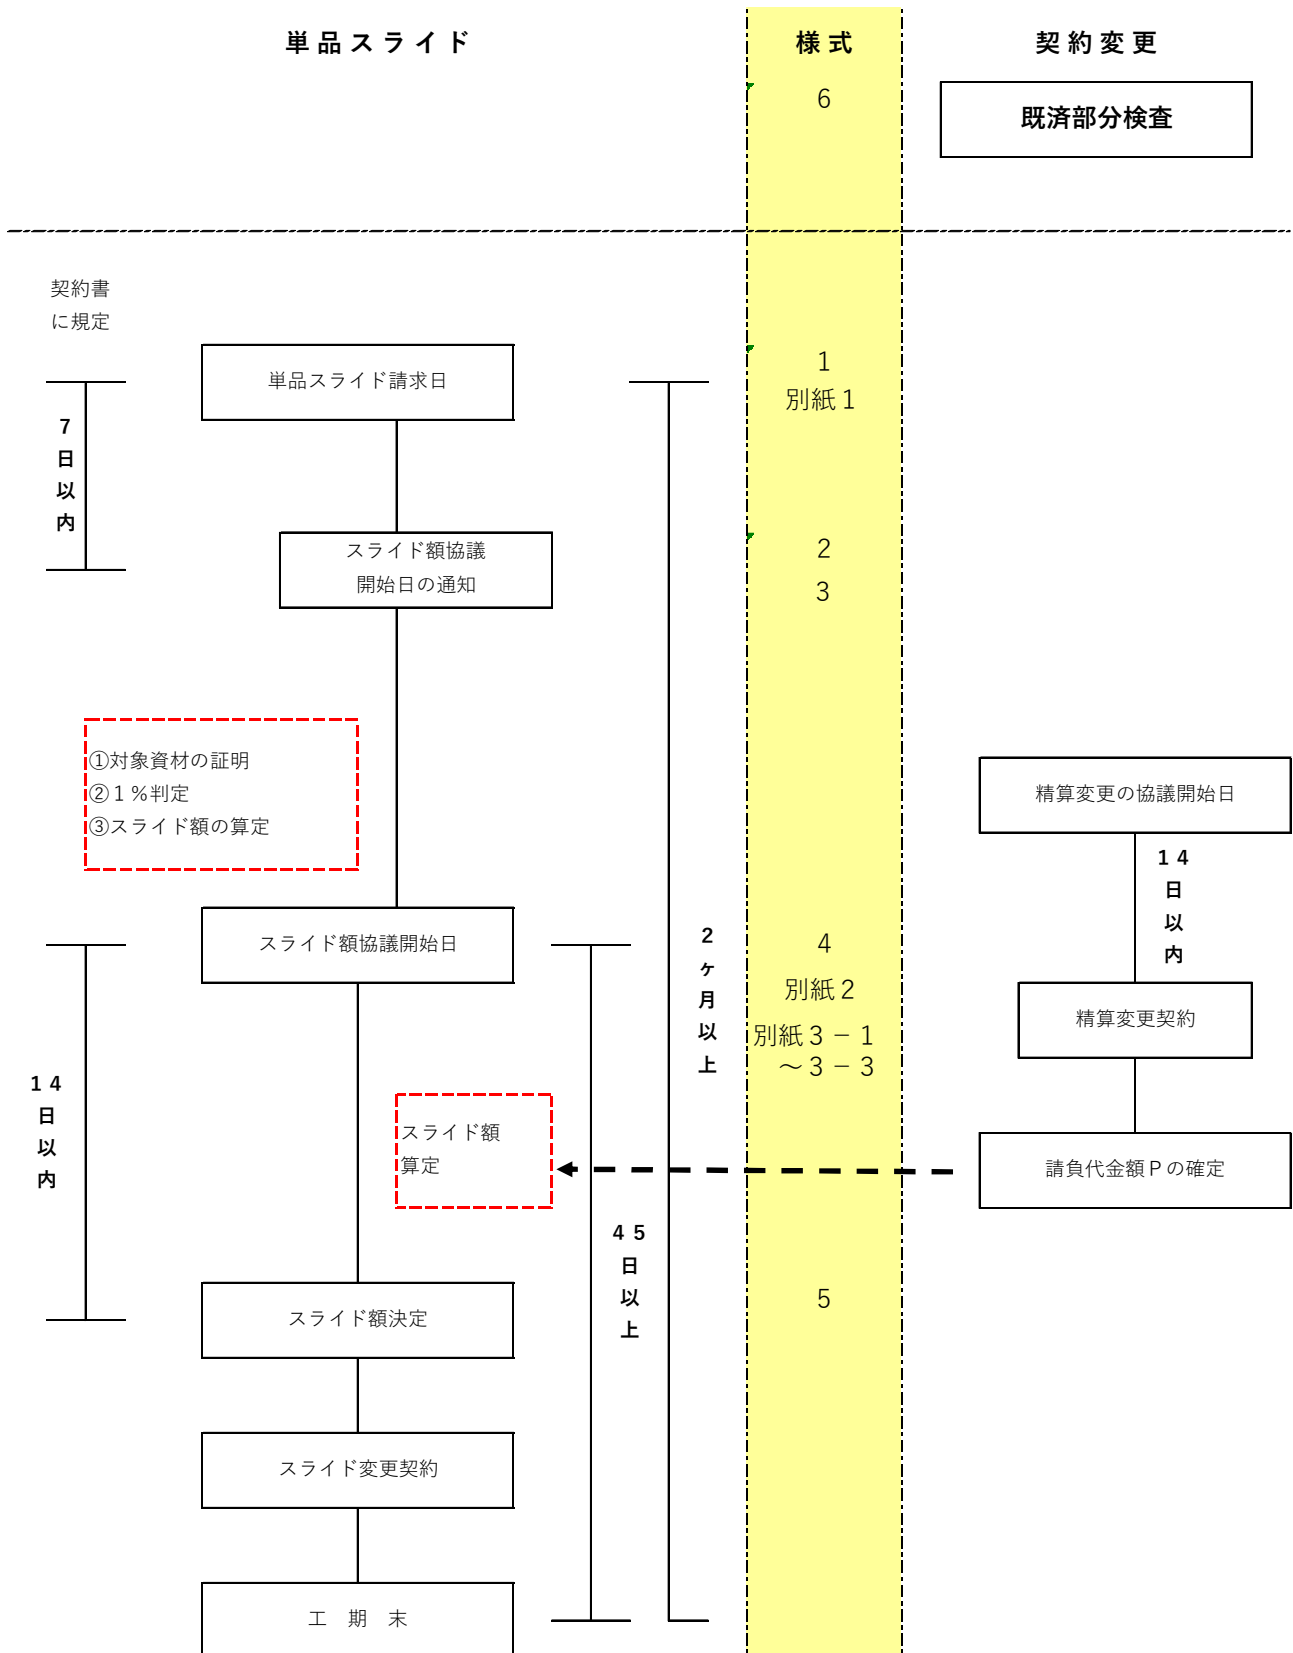 単品スライド
様式
契約変更
6
既済部分検査
契約書
に規定
単品スライド請求日
1
別紙１
7日以内
スライド額協議
開始日の通知
2
3
①対象資材の証明
②１％判定
③スライド額の算定
精算変更の協議開始日
14日以内
スライド額協議開始日
2ヶ月以上
4
別紙２
別紙３－１
～３－３
精算変更契約
14日以内
スライド額
算定
請負代金額Ｐの確定
45日以上
スライド額決定
5
スライド変更契約
工　期　末